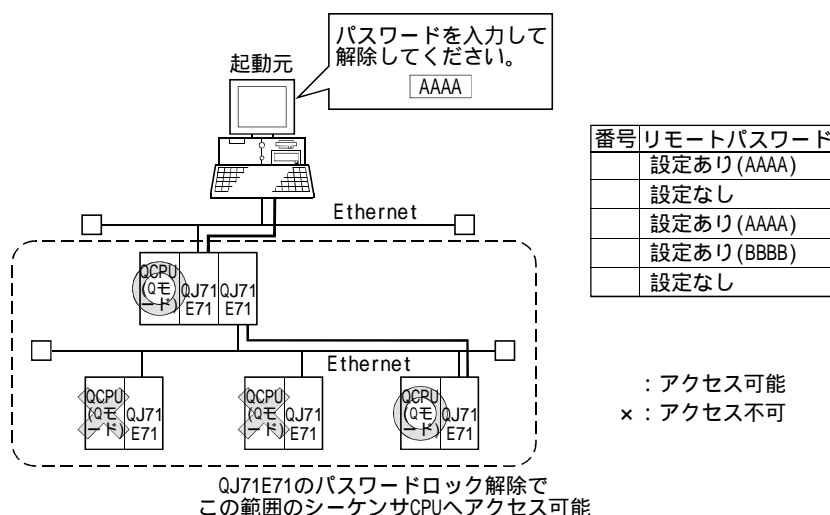 パスワードを入力して
解除してください。
AAAA
起動元
Ethernet
QCPU
(Qモ
ード)
QJ71
E71
QJ71
E71
Ethernet
QCPU
(Qモ
ード)
QJ71
E71
QCPU
(Qモ
ード)
QJ71
E71
QCPU
(Qモ
ード)
QJ71
E71
QJ71E71のパスワードロック解除で
この範囲のシーケンサCPUへアクセス可能
番号 リモートパスワード
設定あり(AAAA)
設定なし
設定あり(AAAA)
設定あり(BBBB)
設定なし
：アクセス可能
×：アクセス不可